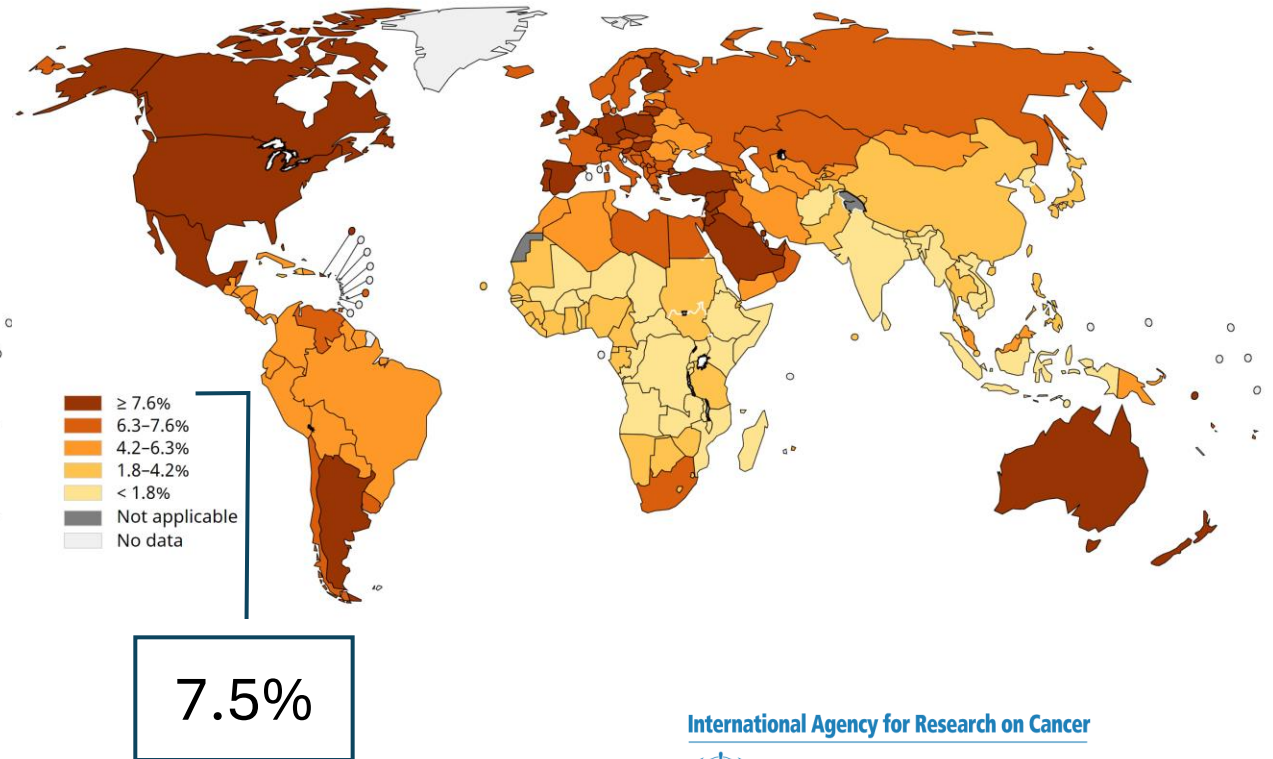 ≥ 7.6%
6.3–7.6%
4.2–6.3%
1.8–4.2%
< 1.8%
Not applicable
No data
7.5%
International Agency for Research on Cancer